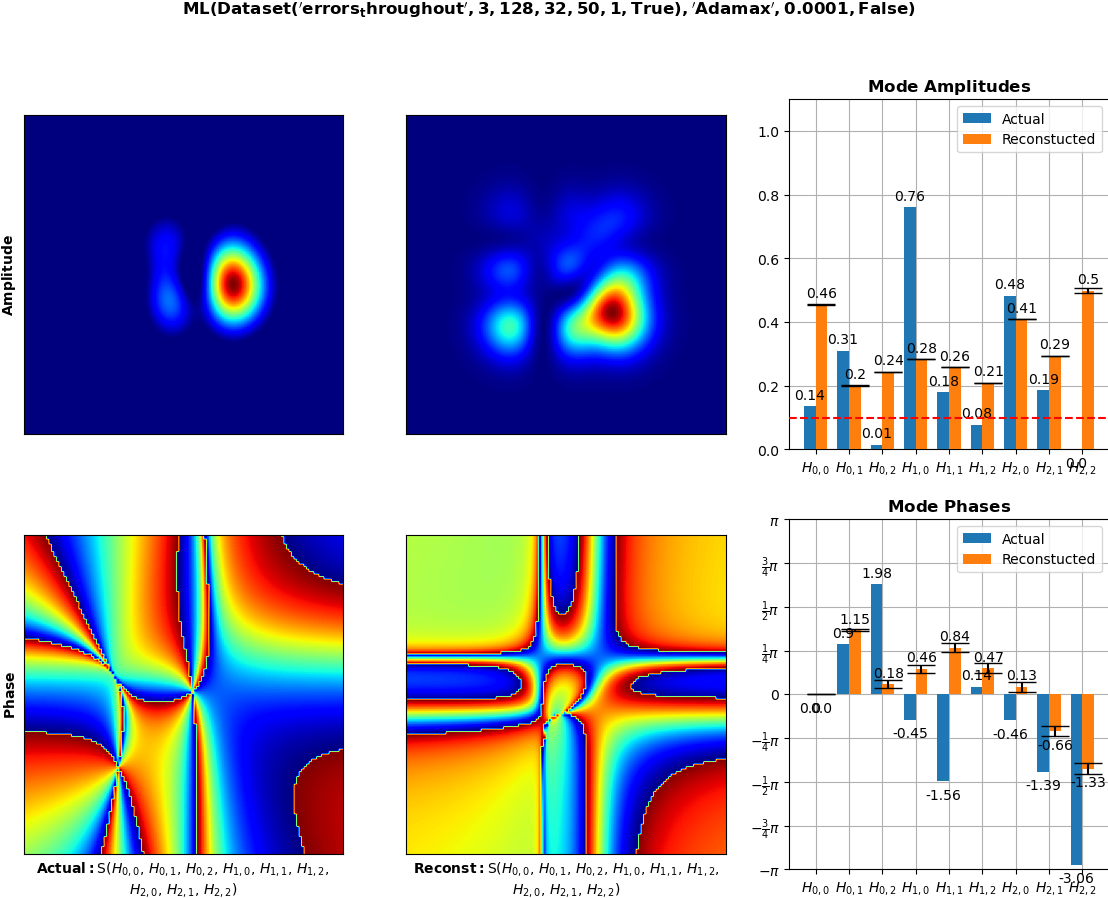 ML(Dataset('errors_throughout', 3, 128, 32, 50, 1, True), 'Adamax', 0.0001, False)
Amplitude
Mode Amplitudes
Actual
Reconstucted
1.0
0.8
0.6
0.4
0.2
0.0
0.14
0.46
0.31
0.2
0.01
0.24
0.76
0.28
0.18
0.26
0.08
0.21
0.48
0.41
0.19
0.29
0.0
0.5
H0,0 H0,1 H0,2 H1,0 H1,1 H1,2 H2,0 H2,1 H2,2
Phase
Mode Phases
Actual
Reconstucted
π
3/4π
1/2π
1/4π
0
−1/4π
−1/2π
−3/4π
−π
0.0
0.9
1.15
1.98
0.18
-0.45
0.46
-1.56
0.84
0.14
0.47
-0.46
0.13
-1.39
-0.66
-3.06
-1.33
H0,0 H0,1 H0,2 H1,0 H1,1 H1,2 H2,0 H2,1 H2,2
Actual: S(H0,0, H0,1, H0,2, H1,0, H1,1, H1,2,
H2,0, H2,1, H2,2)
Reconst: S(H0,0, H0,1, H0,2, H1,0, H1,1, H1,2,
H2,0, H2,1, H2,2)